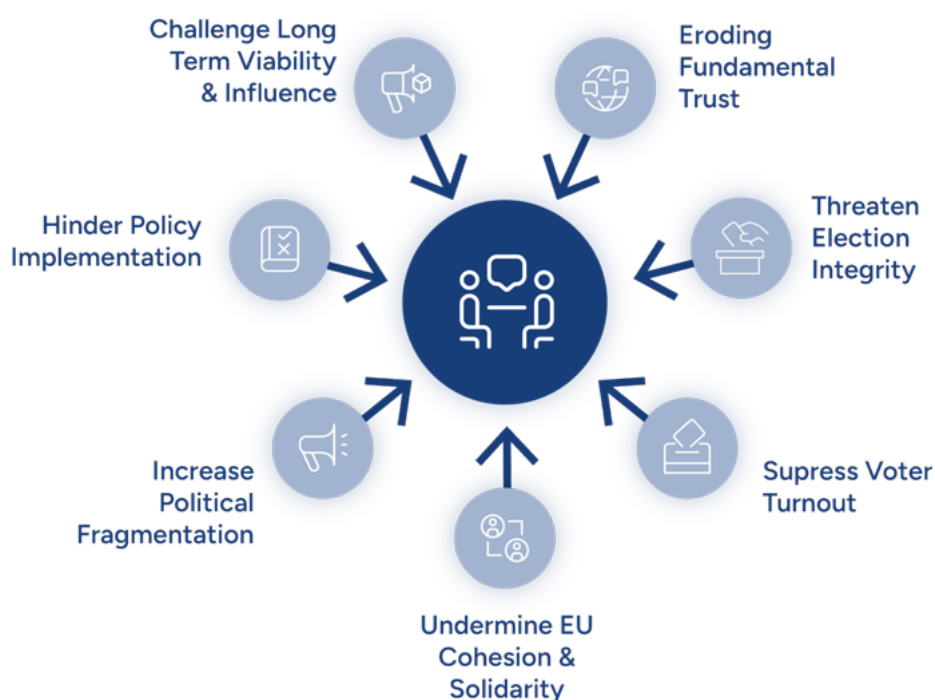 Challenge Long
Term Viability
& Influence
Eroding
Fundamental
Trust
Hinder Policy
Implementation
Threaten
Election
Integrity
Increase
Political
Fragmentation
Supress Voter
Turnout
Undermine EU
Cohesion &
Solidarity